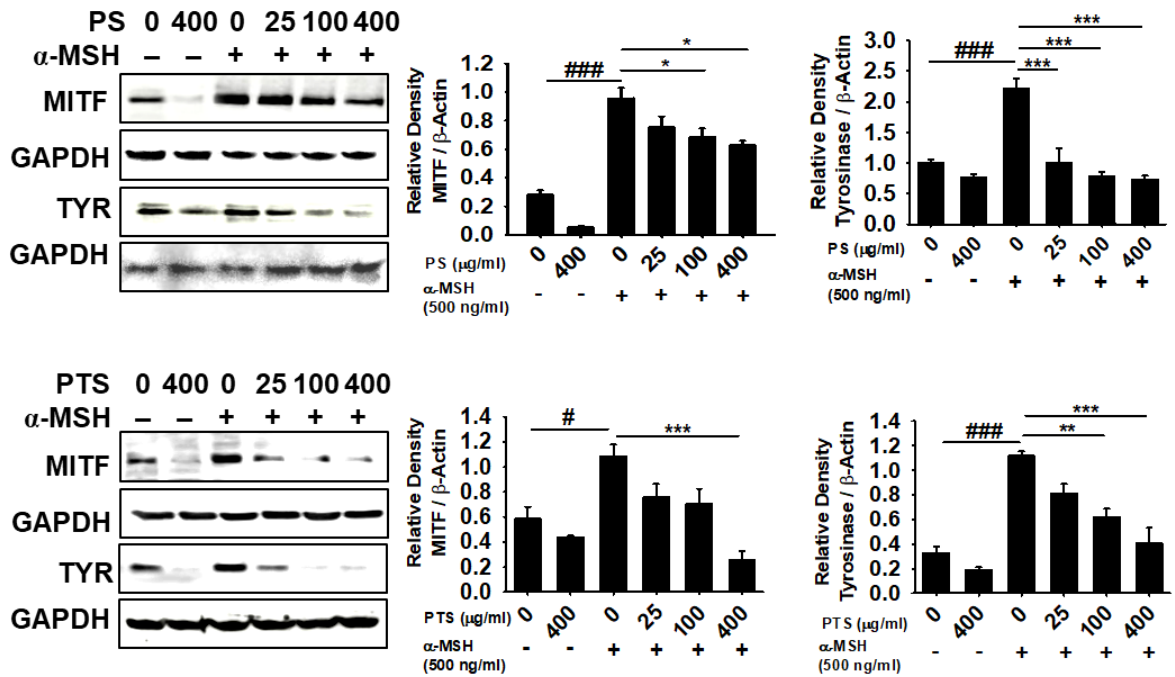 PS 0 400 0 25 100 400
α-MSH – – + + + +
MITF
GAPDH
TYR
GAPDH
Relative Density
MITF / β-Actin
1.2
1.0
0.8
0.6
0.4
0.2
0.0
###
*
*
PS (μg/ml) 0 400 0 25 100 400
α-MSH - - + + + +
(500 ng/ml)
Relative Density
Tyrosinase / β-Actin
3.0
2.5
2.0
1.5
1.0
0.5
0.0
###
***
***
***
PS (μg/ml) 0 400 0 25 100 400
α-MSH - - + + + +
(500 ng/ml)
PTS 0 400 0 25 100 400
α-MSH – – + + + +
MITF
GAPDH
TYR
GAPDH
Relative Density
MITF / β-Actin
1.4
1.2
1.0
0.8
0.6
0.4
0.2
0.0
#
***
PTS (μg/ml) 0 400 0 25 100 400
α-MSH - - + + + +
(500 ng/ml)
Relative Density
Tyrosinase / β-Actin
1.4
1.2
1.0
0.8
0.6
0.4
0.2
0.0
###
***
**
PTS (μg/ml) 0 400 0 25 100 400
α-MSH - - + + + +
(500 ng/ml)